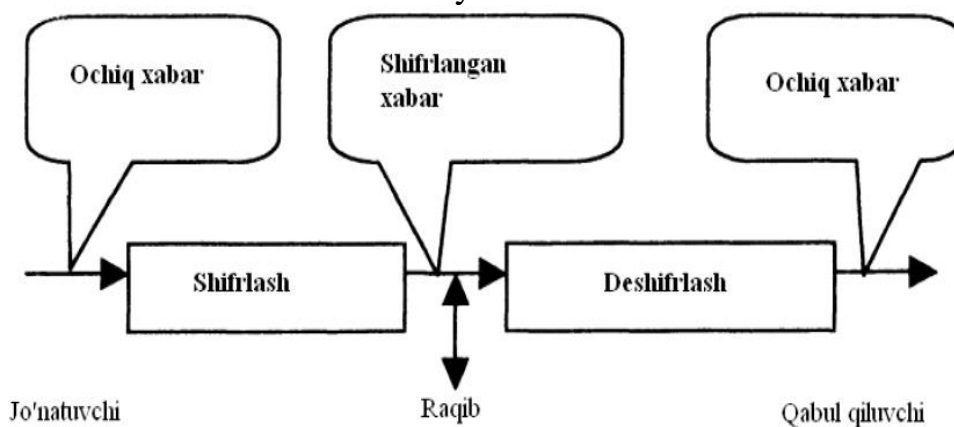 Ochiq xabar
Shifrlangan
xabar
Ochiq xabar
Shifrlash
Deshifrlash
Jo'natuvchi
Raqib
Qabul qiluvchi